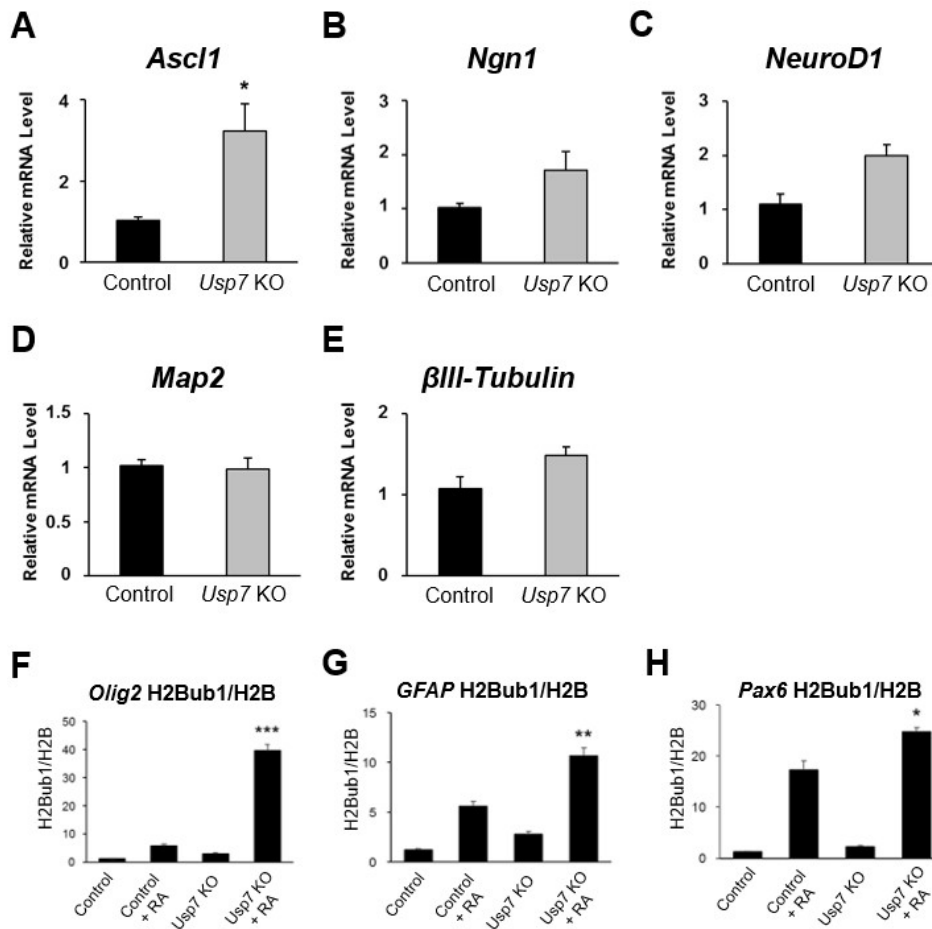 A
Ascl1
*
Relative mRNA Level
4
2
0
Control
Usp7 KO
B
Ngn1
Relative mRNA Level
3
2
1
0
Control
Usp7 KO
C
NeuroD1
Relative mRNA Level
3
2
1
0
Control
Usp7 KO
D
Map2
Relative mRNA Level
1.5
1
0.5
0
Control
Usp7 KO
E
βIII-Tubulin
Relative mRNA Level
2
1
0
Control
Usp7 KO
F
Olig2 H2Bub1/H2B
H2Bub1/H2B
50
40
30
20
10
0
***
Control
Control
+ RA
Usp7 KO
Usp7 KO
+ RA
G
GFAP H2Bub1/H2B
H2Bub1/H2B
15
10
5
0
**
Control
Control
+ RA
Usp7 KO
Usp7 KO
+ RA
H
Pax6 H2Bub1/H2B
H2Bub1/H2B
30
20
10
0
*
Control
Control
+ RA
Usp7 KO
Usp7 KO
+ RA